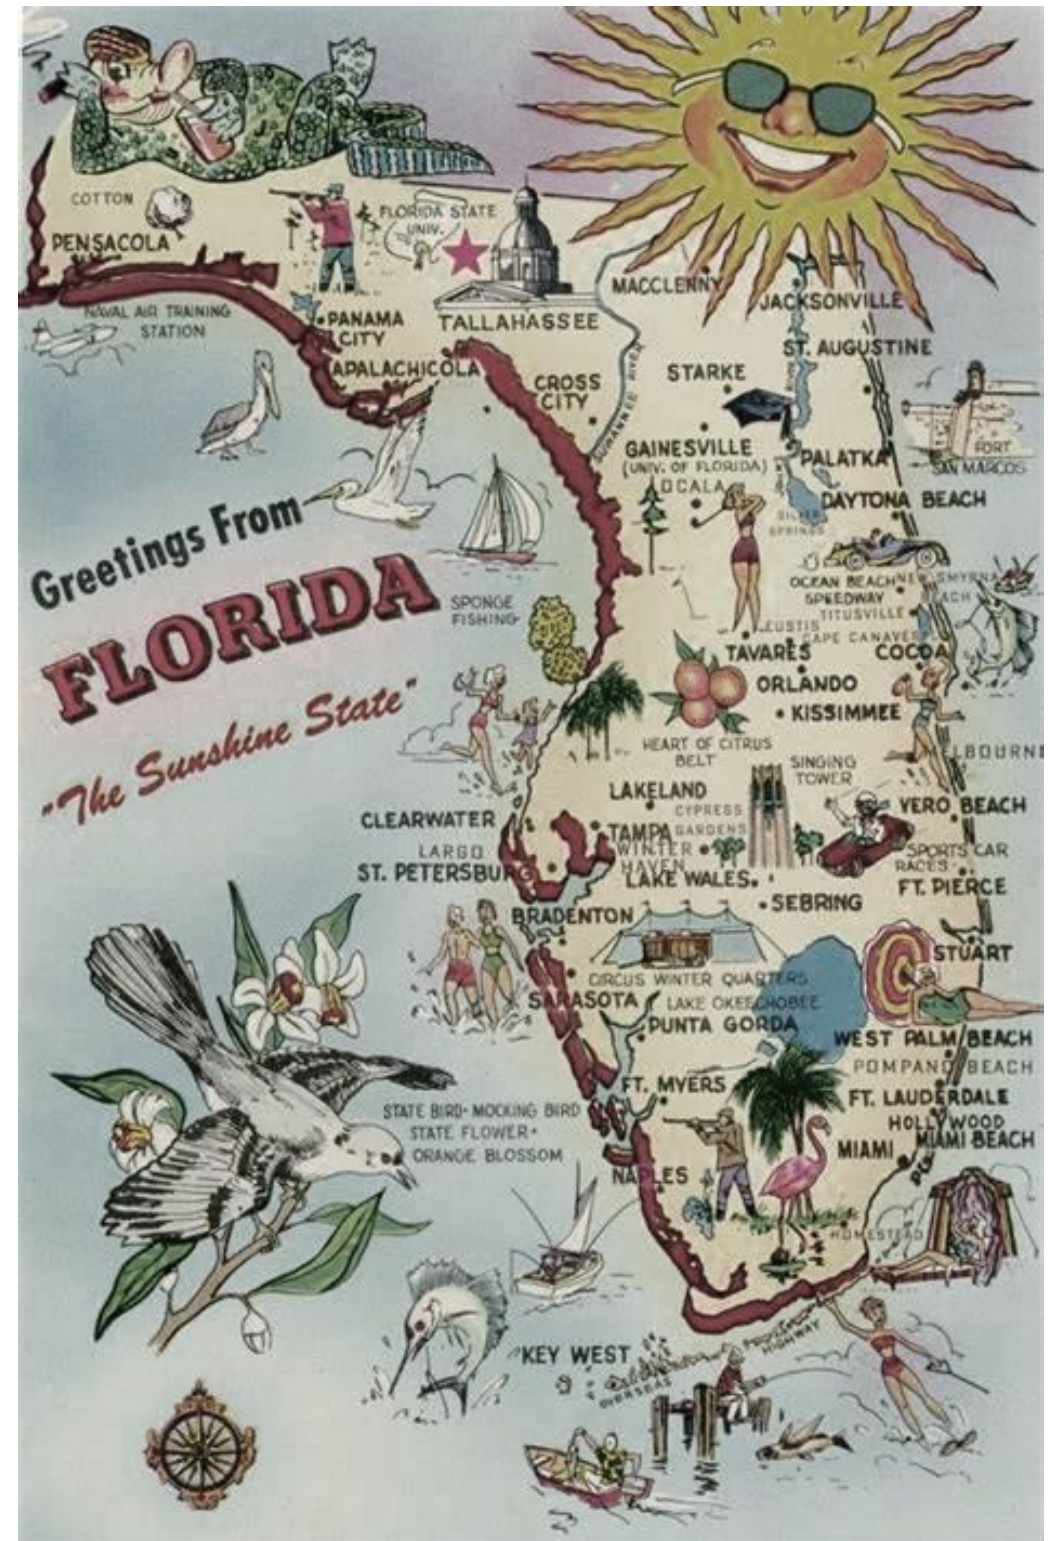 COTTON
PENSACOLA
NAVAL AIR TRAINING
STATION
FLORIDA STATE
UNIV.
PANAMA
CITY
TALLAHASSEE
APALACHICOLA
CROSS
CITY
SUWANNEE RIVER
MACCLENNY
JACKSONVILLE
ST. AUGUSTINE
STARKE
FORT
SAN MARCOS
GAINESVILLE
(UNIV. OF FLORIDA)
PALATKA
OCALA
DAYTONA BEACH
SILVER
SPRINGS
Greetings From
FLORIDA
"The Sunshine State"
SPONGE
FISHING
OCEAN BEACH
SPEEDWAY
NEW SMYRNA
BEACH
TITUSVILLE
EUSTIS
CAPE CANAVERAL
TAVARES
COCOA
ORLANDO
KISSIMMEE
HEART OF CITRUS
BELT
MELBOURNE
SINGING
TOWER
LAKELAND
CYPRESS
GARDENS
VERO BEACH
CLEARWATER
TAMPA
LARGO
WINTER
HAVEN
SPORTS CAR
RACES
ST. PETERSBURG
LAKE WALES
FT. PIERCE
SEBRING
BRADENTON
STUART
CIRCUS WINTER QUARTERS
SARASOTA
LAKE OKEECHOBEE
PUNTA GORDA
WEST PALM BEACH
POMPANO BEACH
FT. MYERS
FT. LAUDERDALE
HOLLYWOOD
MIAMI
MIAMI BEACH
STATE BIRD-MOCKING BIRD
STATE FLOWER-
ORANGE BLOSSOM
NAPLES
HOMESTEAD
KEY WEST
OVERSEAS
HIGHWAY